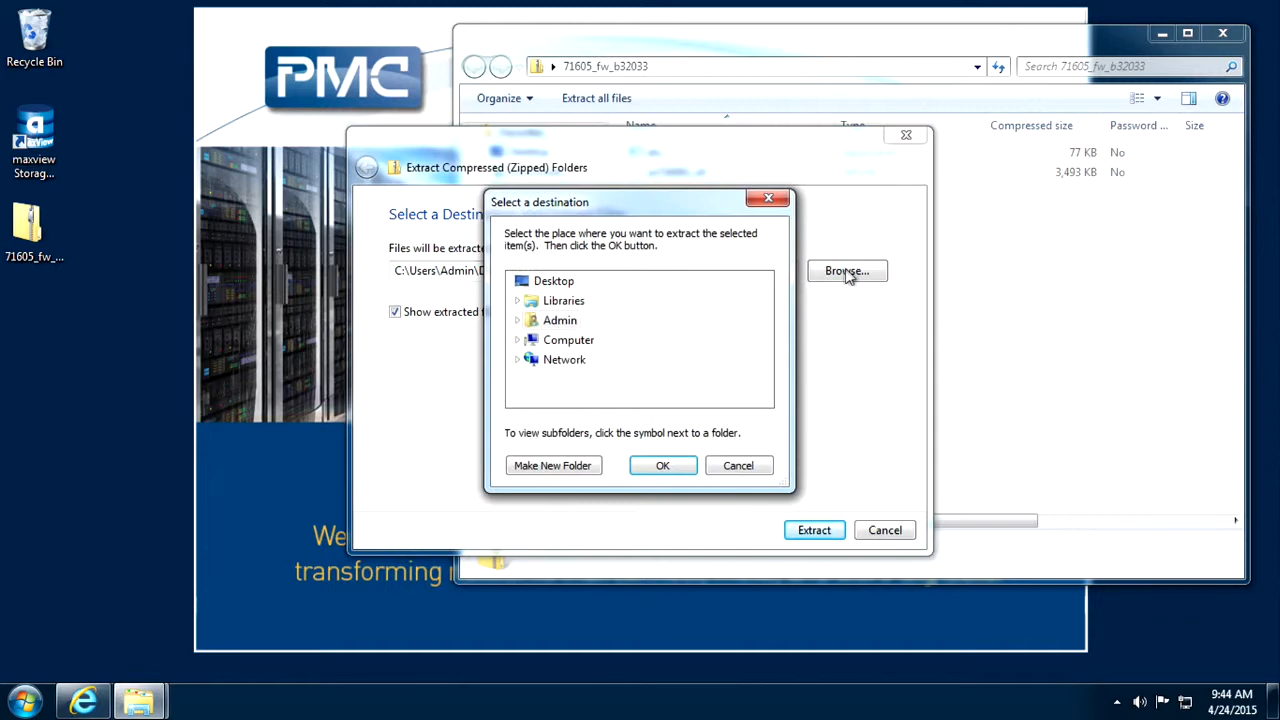 Recycle Bin
maxview
Storag...
71605_fw_...
PMC
We
transforming
71605_fw_b32033
Search 71605_fw_b32033
Organize
Extract all files
Name
Type
Compressed size
Password ...
Size
77 KB
No
3,493 KB
No
Extract Compressed (Zipped) Folders
Select a Destin
Files will be extracte
C:\Users\Admin\D
Browse...
Show extracted f
Select a destination
Select the place where you want to extract the selected
item(s). Then click the OK button.
Desktop
Libraries
Admin
Computer
Network
To view subfolders, click the symbol next to a folder.
Make New Folder
OK
Cancel
Extract
Cancel
9:44 AM
4/24/2015